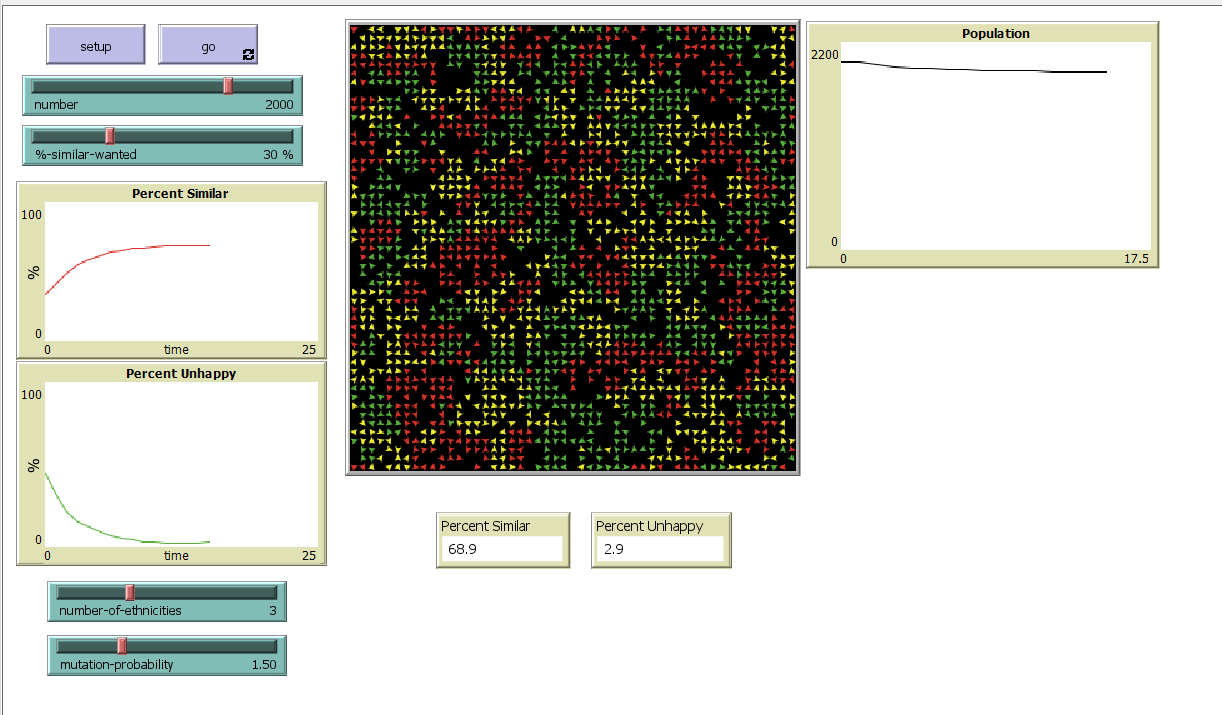 setup
go
number 2000
%-similar-wanted 30 %
Percent Similar
100
%
0
0 time 25
Percent Unhappy
100
%
0
0 time 25
number-of-ethnicities 3
mutation-probability 1.50
Percent Similar
68.9
Percent Unhappy
2.9
Population
2200
0
0 17.5